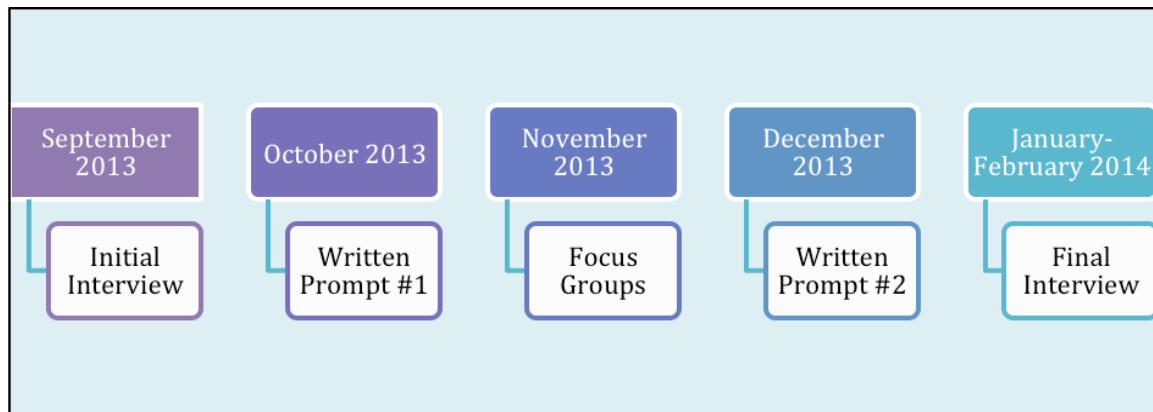 September
2013
Initial
Interview
October 2013
Written
Prompt #1
November
2013
Focus
Groups
December
2013
Written
Prompt #2
January-
February 2014
Final
Interview